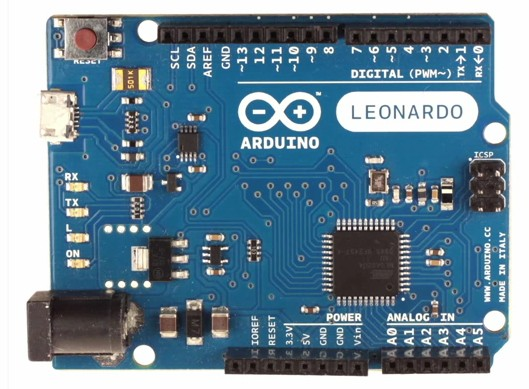 RESET
SCL
SDA
AREF
GND
~13
12
~11
~10
~9
8
7
~6
~5
4
~3
2
TX→1
RX←0
DIGITAL (PWM~)
501K
∞
ARDUINO
™
LEONARDO
ICSP
RX
TX
L
ON
WWW.ARDUINO.CC
MADE IN ITALY
POWER
ANALOG IN
IOREF
RESET
3.3V
5V
GND
GND
Vin
A0
A1
A2
A3
A4
A5